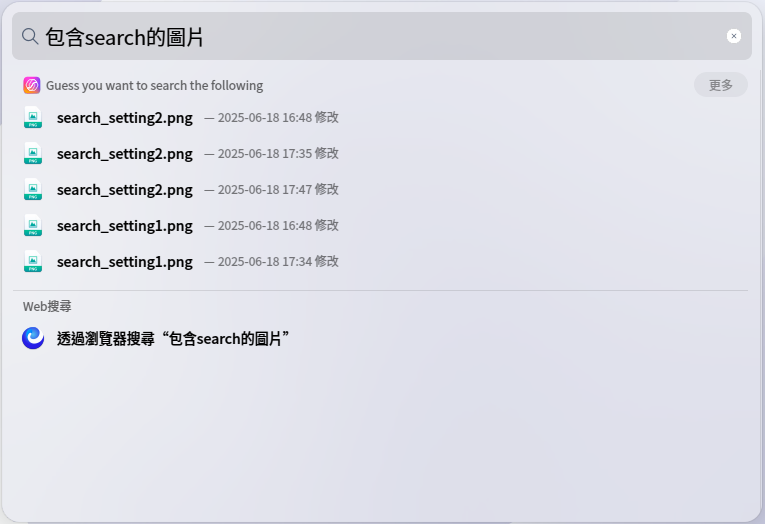 包含search的圖片
Guess you want to search the following
更多
search_setting2.png — 2025-06-18 16:48 修改
search_setting2.png — 2025-06-18 17:35 修改
search_setting2.png — 2025-06-18 17:47 修改
search_setting1.png — 2025-06-18 16:48 修改
search_setting1.png — 2025-06-18 17:34 修改
Web搜尋
透過瀏覽器搜尋“包含search的圖片”